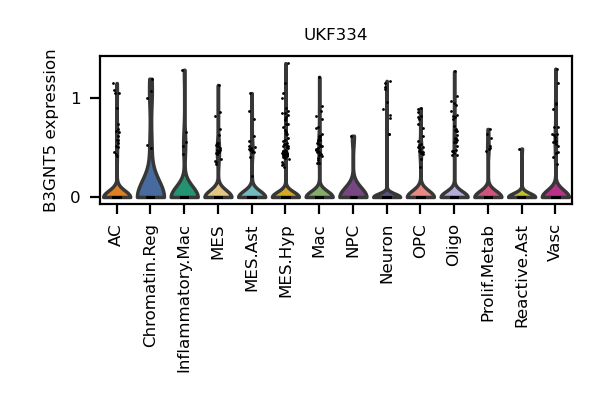 UKF334
B3GNT5 expression
1
0
AC
Chromatin.Reg
Inflammatory.Mac
MES
MES.Ast
MES.Hyp
Mac
NPC
Neuron
OPC
Oligo
Prolif.Metab
Reactive.Ast
Vasc